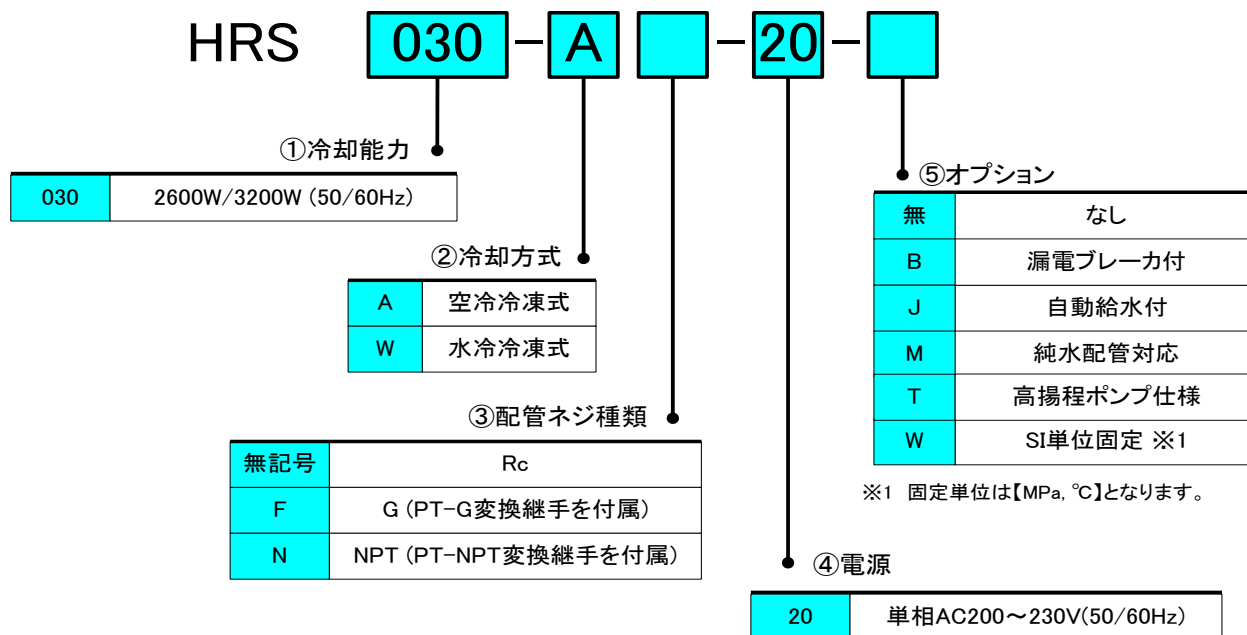 HRS 030-A -20-
①冷却能力
030 2600W/3200W (50/60Hz)
②冷却方式
A 空冷冷凍式
W 水冷冷凍式
③配管ネジ種類
無記号 Rc
F G (PT-G変換継手を付属)
N NPT (PT-NPT変換継手を付属)
⑤オプション
無 なし
B 漏電ブレーカ付
J 自動給水付
M 純水配管対応
T 高揚程ポンプ仕様
W SI単位固定 ※1
※1 固定単位は【MPa, ℃】となります。
④電源
20 単相AC200～230V(50/60Hz)